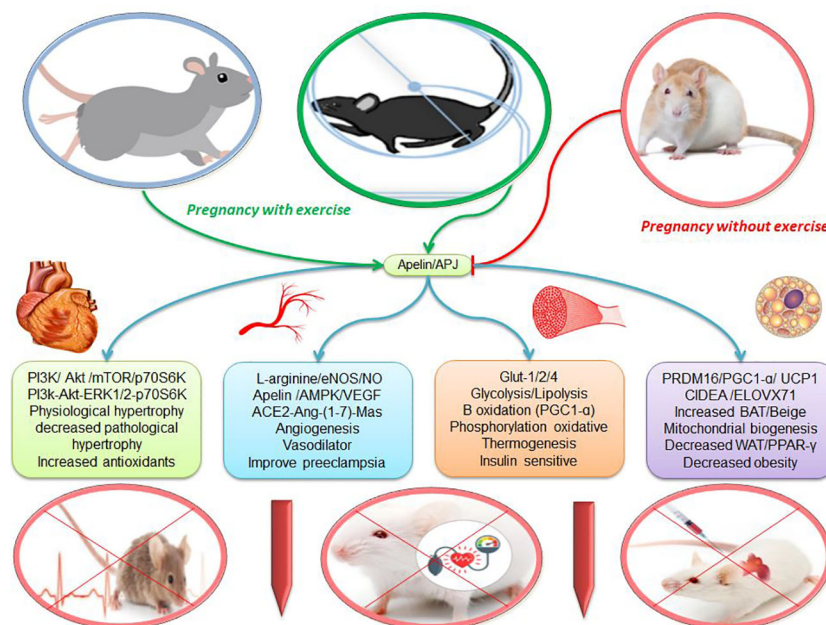 Pregnancy with exercise
Pregnancy without exercise
Apelin/APJ
PI3K/ Akt /mTOR/p70S6K
PI3k-Akt-ERK1/2-p70S6K
Physiological hypertrophy
decreased pathological
hypertrophy
Increased antioxidants
L-arginine/eNOS/NO
Apelin /AMPK/VEGF
ACE2-Ang-(1-7)-Mas
Angiogenesis
Vasodilator
Improve preeclampsia
Glut-1/2/4
Glycolysis/Lipolysis
B oxidation (PGC1-α)
Phosphorylation oxidative
Thermogenesis
Insulin sensitive
PRDM16/PGC1-α/ UCP1
CIDEA /ELOVX71
Increased BAT/Beige
Mitochondrial biogenesis
Decreased WAT/PPAR-γ
Decreased obesity